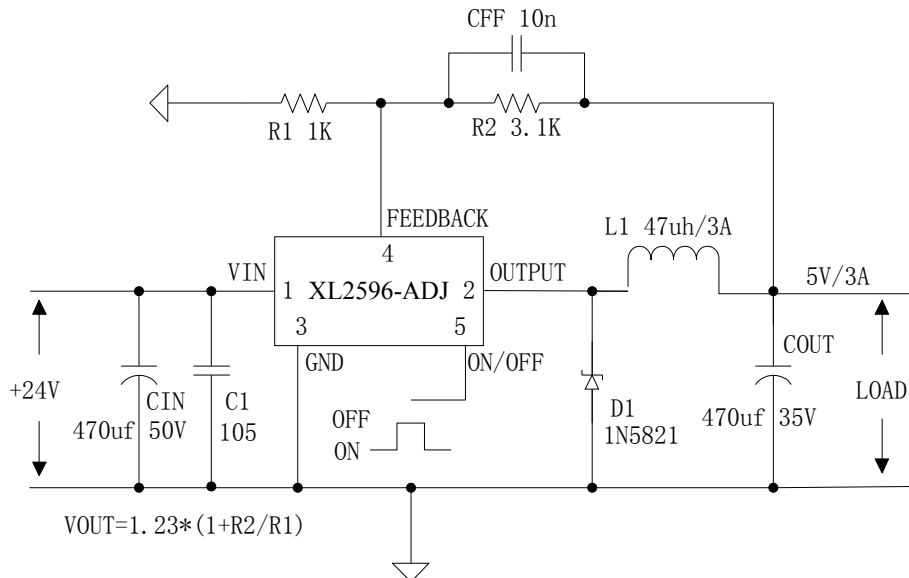 CFF 10n
R1 1K
R2 3.1K
FEEDBACK
4
L1 47uh/3A
VIN
OUTPUT
5V/3A
1 XL2596-ADJ 2
3
5
GND
ON/OFF
COUT
+24V
CIN
C1
LOAD
470uf 50V
105
OFF
ON
D1
1N5821
470uf 35V
VOUT=1.23*(1+R2/R1)